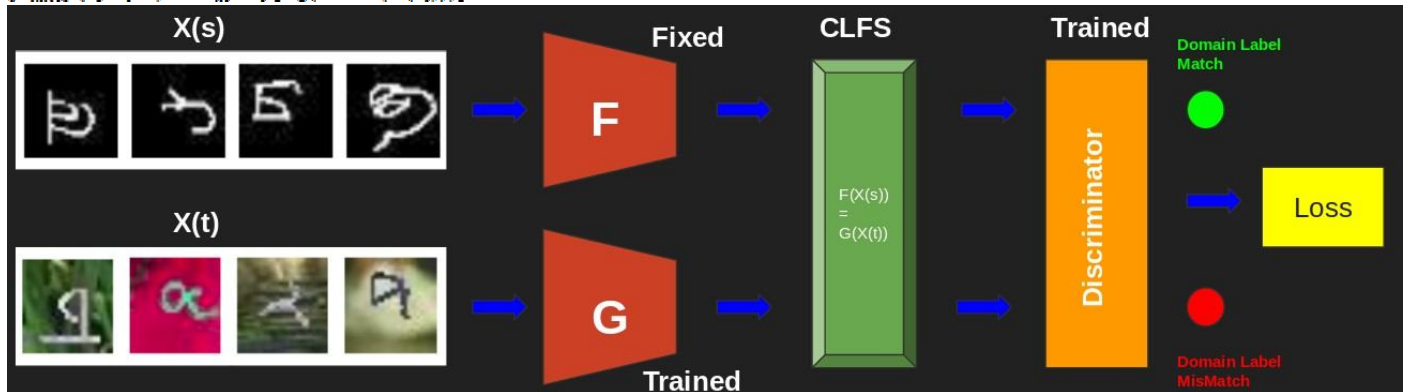 X(s)
Fixed
CLFS
Trained
Domain Label
Match
F
F(X(s))
=
G(X(t))
Discriminator
Loss
X(t)
G
Trained
Domain Label
MisMatch